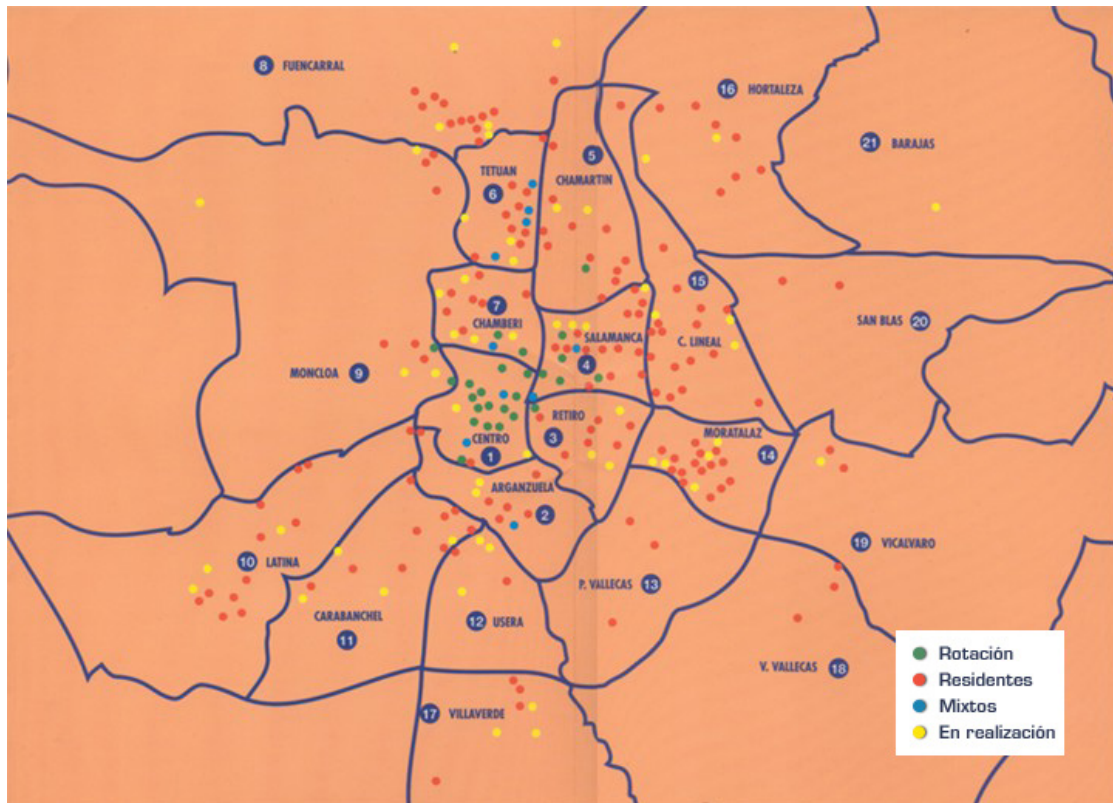 8 FUENCARRAL
16 HORTALEZA
21 BARAJAS
5
CHAMARTIN
TETUAN
6
15
C. LINEAL
7
CHAMBERI
SALAMANCA
4
SAN BLAS 20
MONCLOA 9
RETIRO
3
CENTRO
1
MORATALAZ
14
ARGANZUELA
2
19
VICALVARO
10 LATINA
P. VALLECAS 13
CARABANCHEL
11
12 USERA
V. VALLECAS 18
17 VILLAVERDE
Rotación
Residentes
Mixtos
En realización